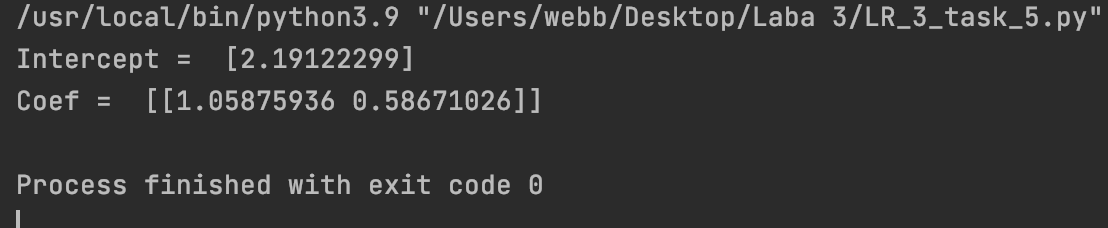 /usr/local/bin/python3.9 "/Users/webb/Desktop/Laba 3/LR_3_task_5.py"
Intercept =  [2.19122299]
Coef =  [[1.05875936 0.58671026]]
Process finished with exit code 0